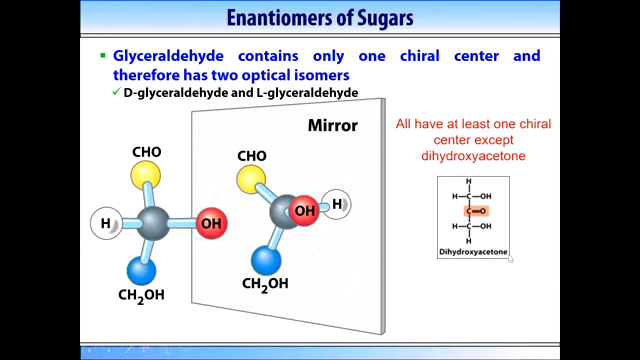 Enantiomers of Sugars
▪ Glyceraldehyde contains only one chiral center and
therefore has two optical isomers
✓ D-glyceraldehyde and L-glyceraldehyde
Mirror
CHO
H
OH
CH2OH
CHO
OH
H
CH2OH
All have at least one chiral
center except
dihydroxyacetone
H
H—C—OH
C=O
H—C—OH
H
Dihydroxyacetone